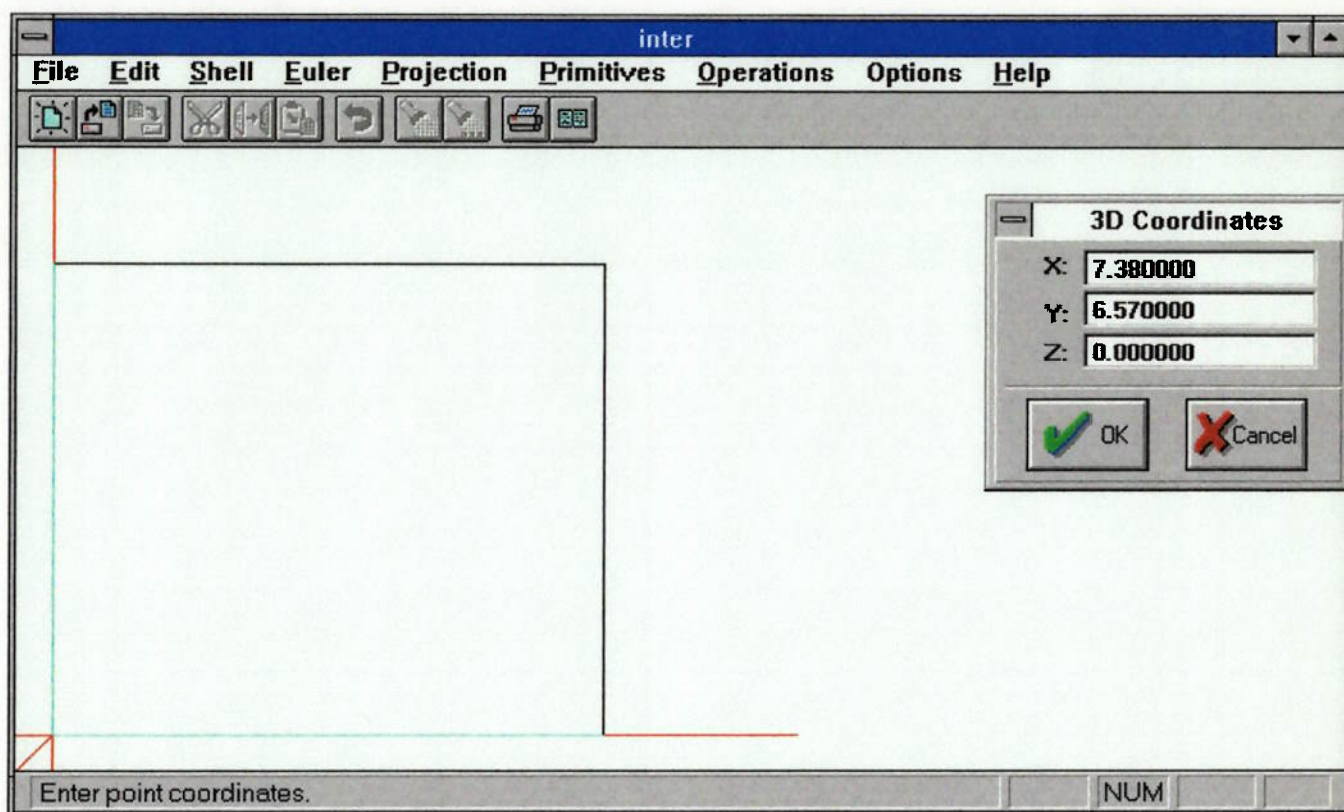 inter
File Edit Shell Euler Projection Primitives Operations Options Help
3D Coordinates
X: 7.380000
Y: 6.570000
Z: 0.000000
OK Cancel
Enter point coordinates. NUM